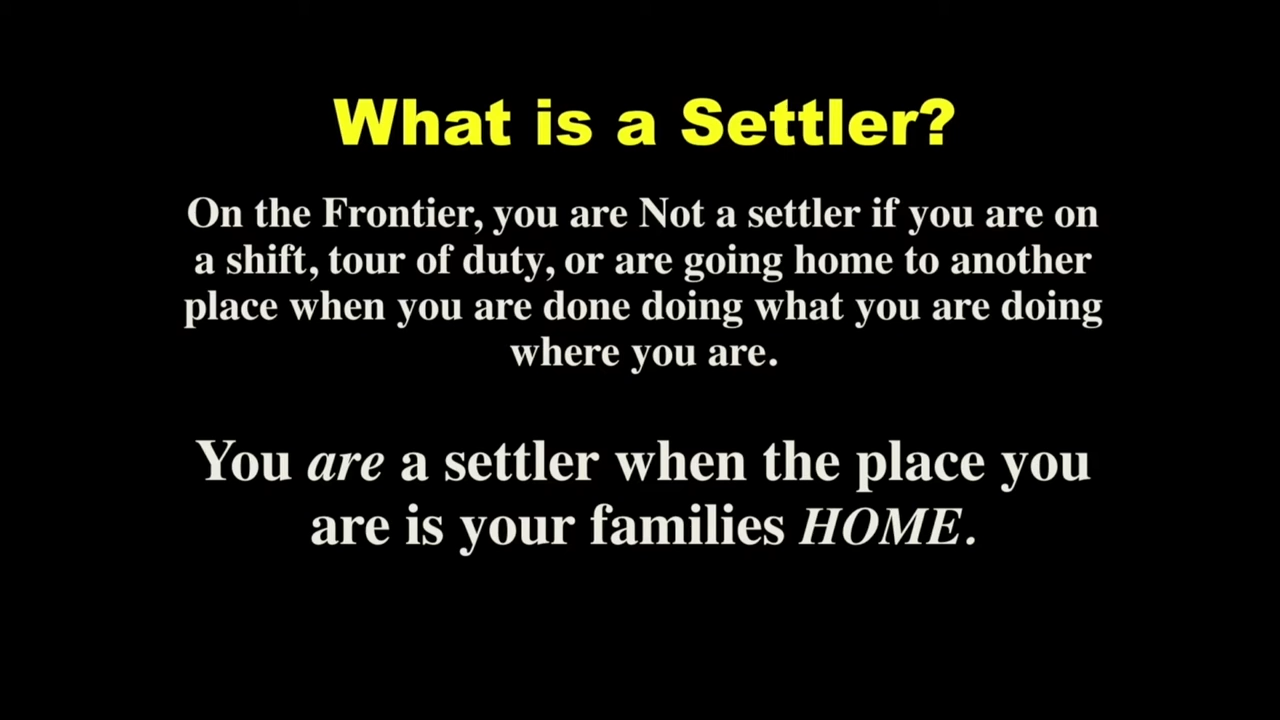 What is a Settler?
On the Frontier, you are Not a settler if you are on
a shift, tour of duty, or are going home to another
place when you are done doing what you are doing
where you are.
You are a settler when the place you
are is your families HOME.